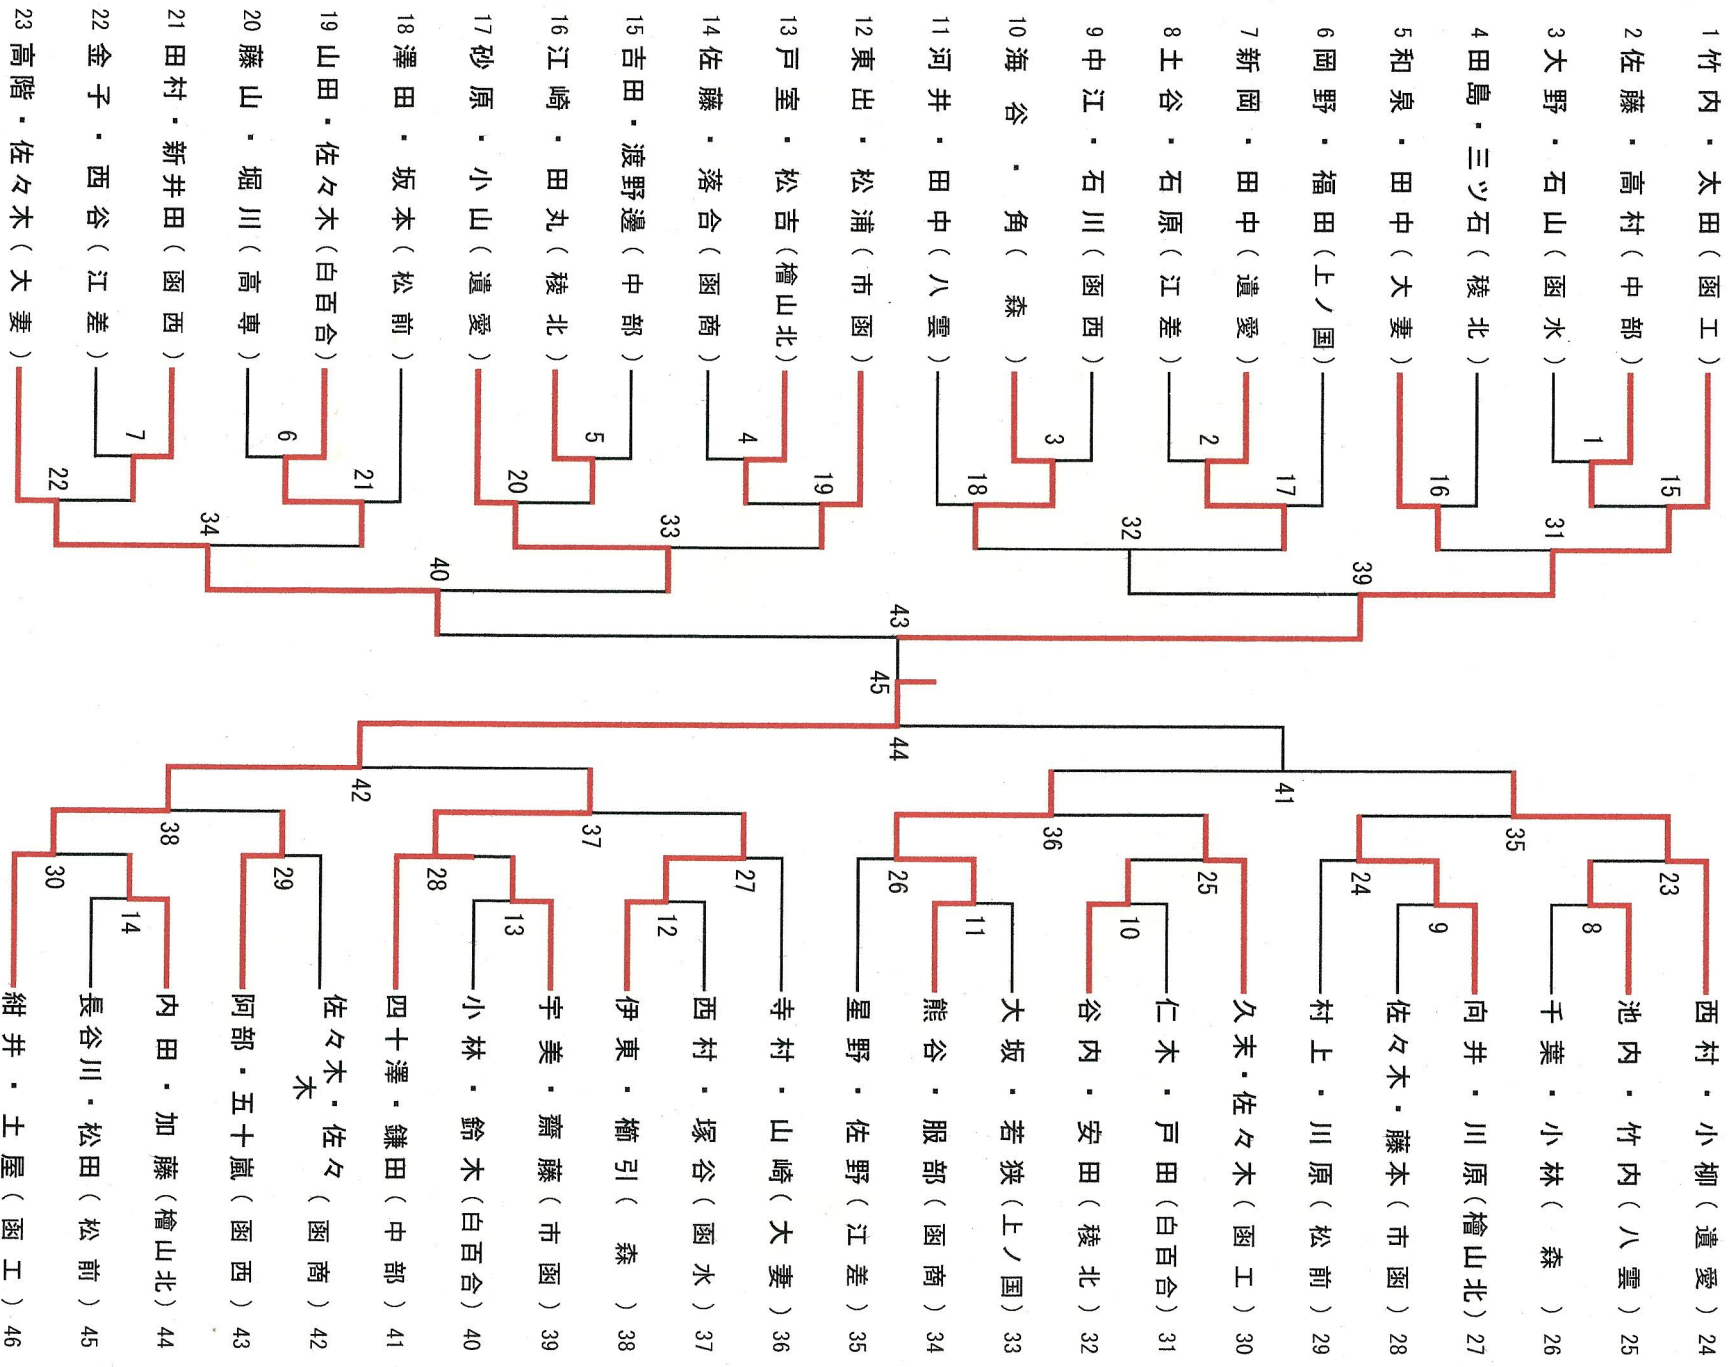 1 竹内・太田(函工)
2 佐藤・高村(中部)
3 大野・石山(函水)
4 田島・三ツ石(稜北)
5 和泉・田中(大妻)
6 岡野・福田(上ノ国)
7 新岡・田中(遺愛)
8 土谷・石原(江差)
9 中江・石川(函西)
10 海谷・角(森)
11 河井・田中(八雲)
12 東出・松浦(市函)
13 戸室・松吉(檜山北)
14 佐藤・落合(函商)
15 吉田・渡野邊(中部)
16 江崎・田丸(稜北)
17 砂原・小山(遺愛)
18 澤田・坂本(松前)
19 山田・佐々木(白百合)
20 藤山・堀川(高専)
21 田村・新井田(函西)
22 金子・西谷(江差)
23 高階・佐々木(大妻)
1
2
3
4
5
6
7
15
16
17
18
19
20
21
22
31
32
33
34
39
40
43
45
44
41
42
35
36
37
38
23
24
25
26
27
28
29
30
8
9
10
11
12
13
14
西村・小柳(遺愛) 24
池内・竹内(八雲) 25
千葉・小林(森) 26
向井・川原(檜山北) 27
佐々木・藤本(市函) 28
村上・川原(松前) 29
久末・佐々木(函工) 30
仁木・戸田(白百合) 31
谷内・安田(稜北) 32
大坂・若狭(上ノ国) 33
熊谷・服部(函商) 34
星野・佐野(江差) 35
寺村・山崎(大妻) 36
西村・塚谷(函水) 37
伊東・櫛引(森) 38
宇美・齋藤(市函) 39
小林・鈴木(白百合) 40
四十澤・鎌田(中部) 41
佐々木・佐々木(函商) 42
阿部・五十嵐(函西) 43
内田・加藤(檜山北) 44
長谷川・松田(松前) 45
紺井・土屋(函工) 46